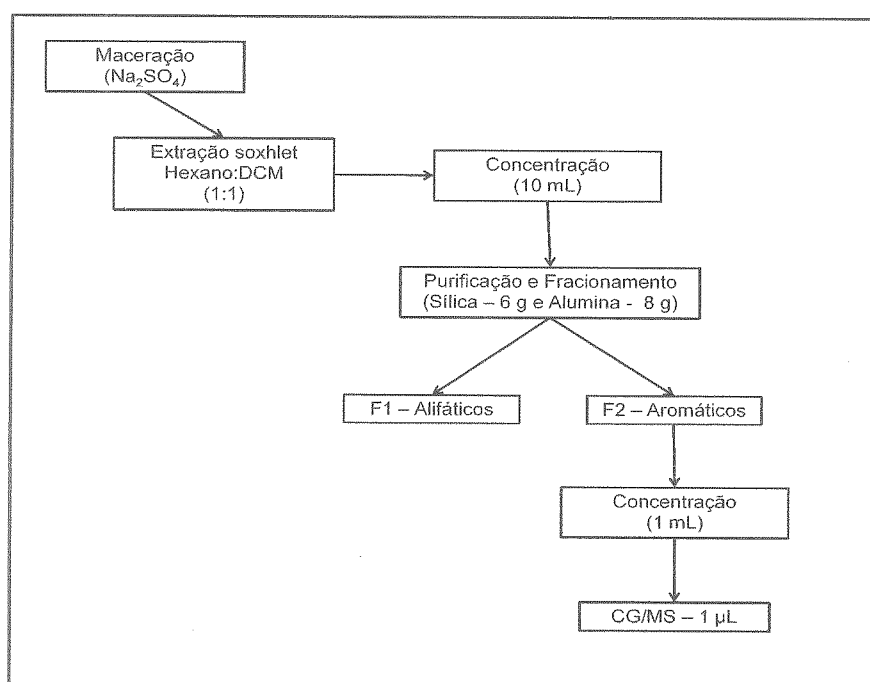 Maceração
(Na₂SO₄)
Extração soxhlet
Hexano:DCM
(1:1)
Concentração
(10 mL)
Purificação e Fracionamento
(Sílica – 6 g e Alumina - 8 g)
F1 – Alifáticos
F2 – Aromáticos
Concentração
(1 mL)
CG/MS – 1 µL